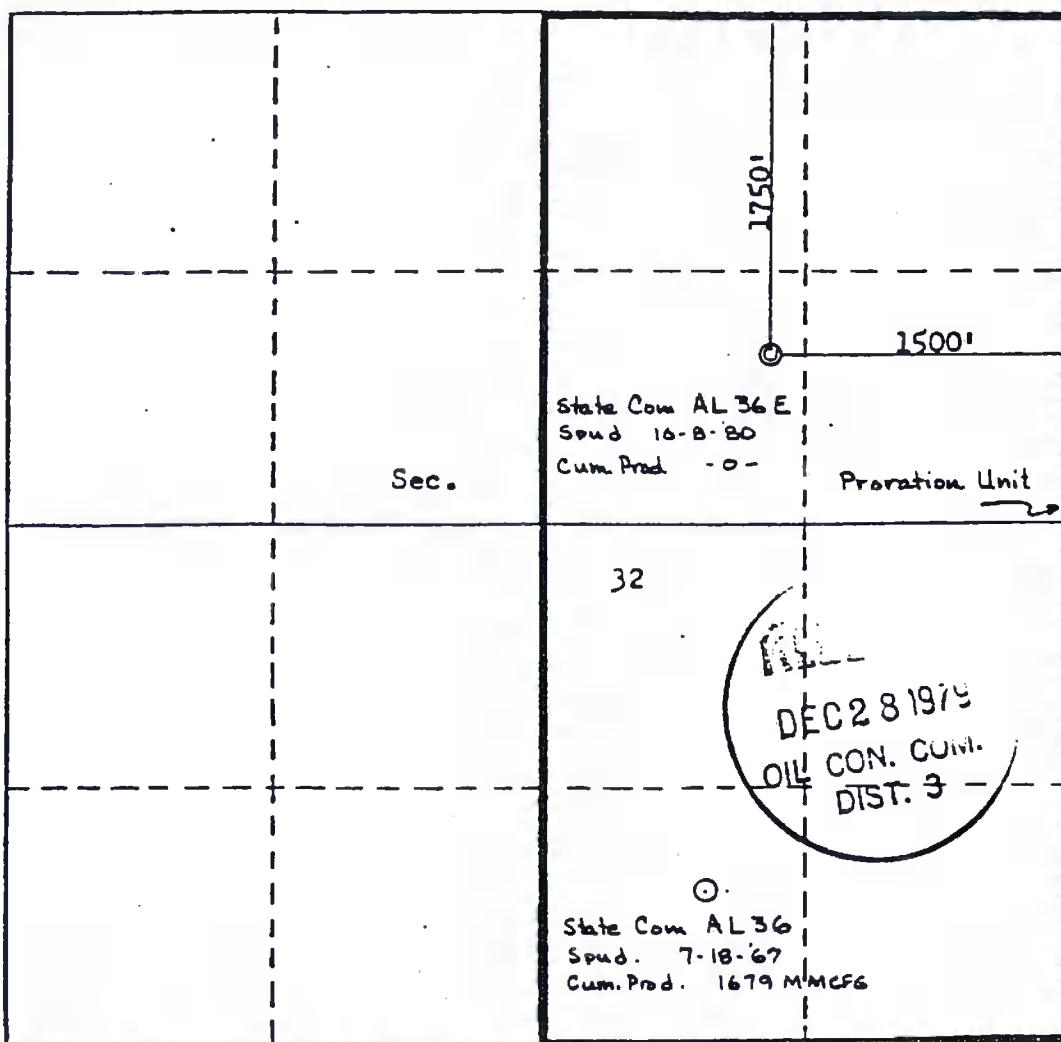 1750'
1500'
State Com AL 36 E
Spud 10-8-'80
Cum. Prod -0-
Sec.
Proration Unit
32
DEC 28 1979
OIL CON. COM.
DIST. 3
State Com AL 36
Spud. 7-18-'67
Cum. Prod. 1679 MMCFG